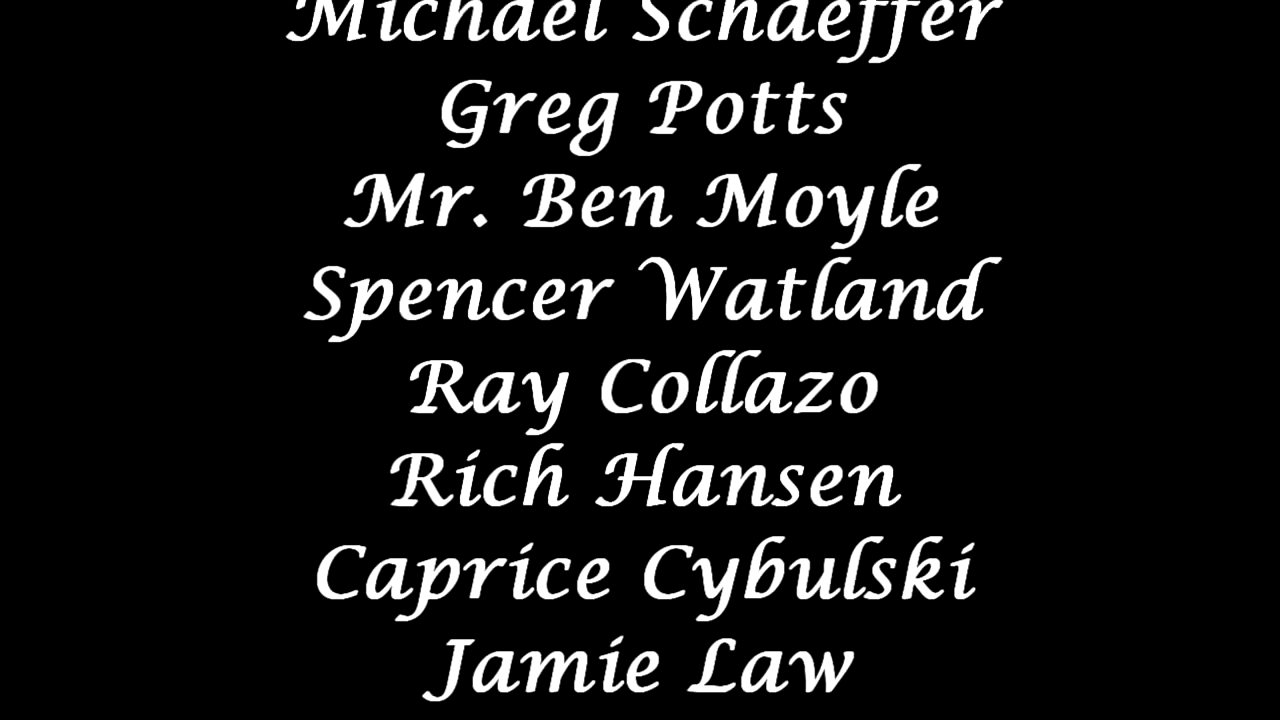 Michael Schaeffer
Greg Potts
Mr. Ben Moyle
Spencer Watland
Ray Collazo
Rich Hansen
Caprice Cybulski
Jamie Law